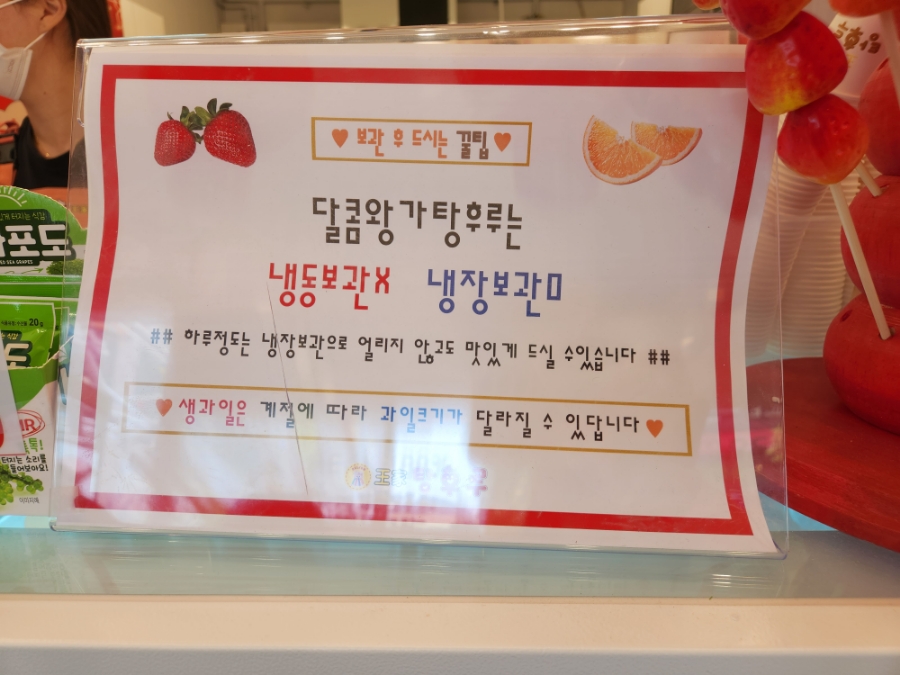 ♥ 보관 후 드시는 꿀팁 ♥
달콤왕가탕후루는
냉동보관X 냉장보관O
## 하루정도는 냉장보관으로 얼리지 않고도 맛있게 드실 수있습니다 ##
♥생과일은 계절에 따라 과일크기가 달라질 수 있답니다♥
포도
20g